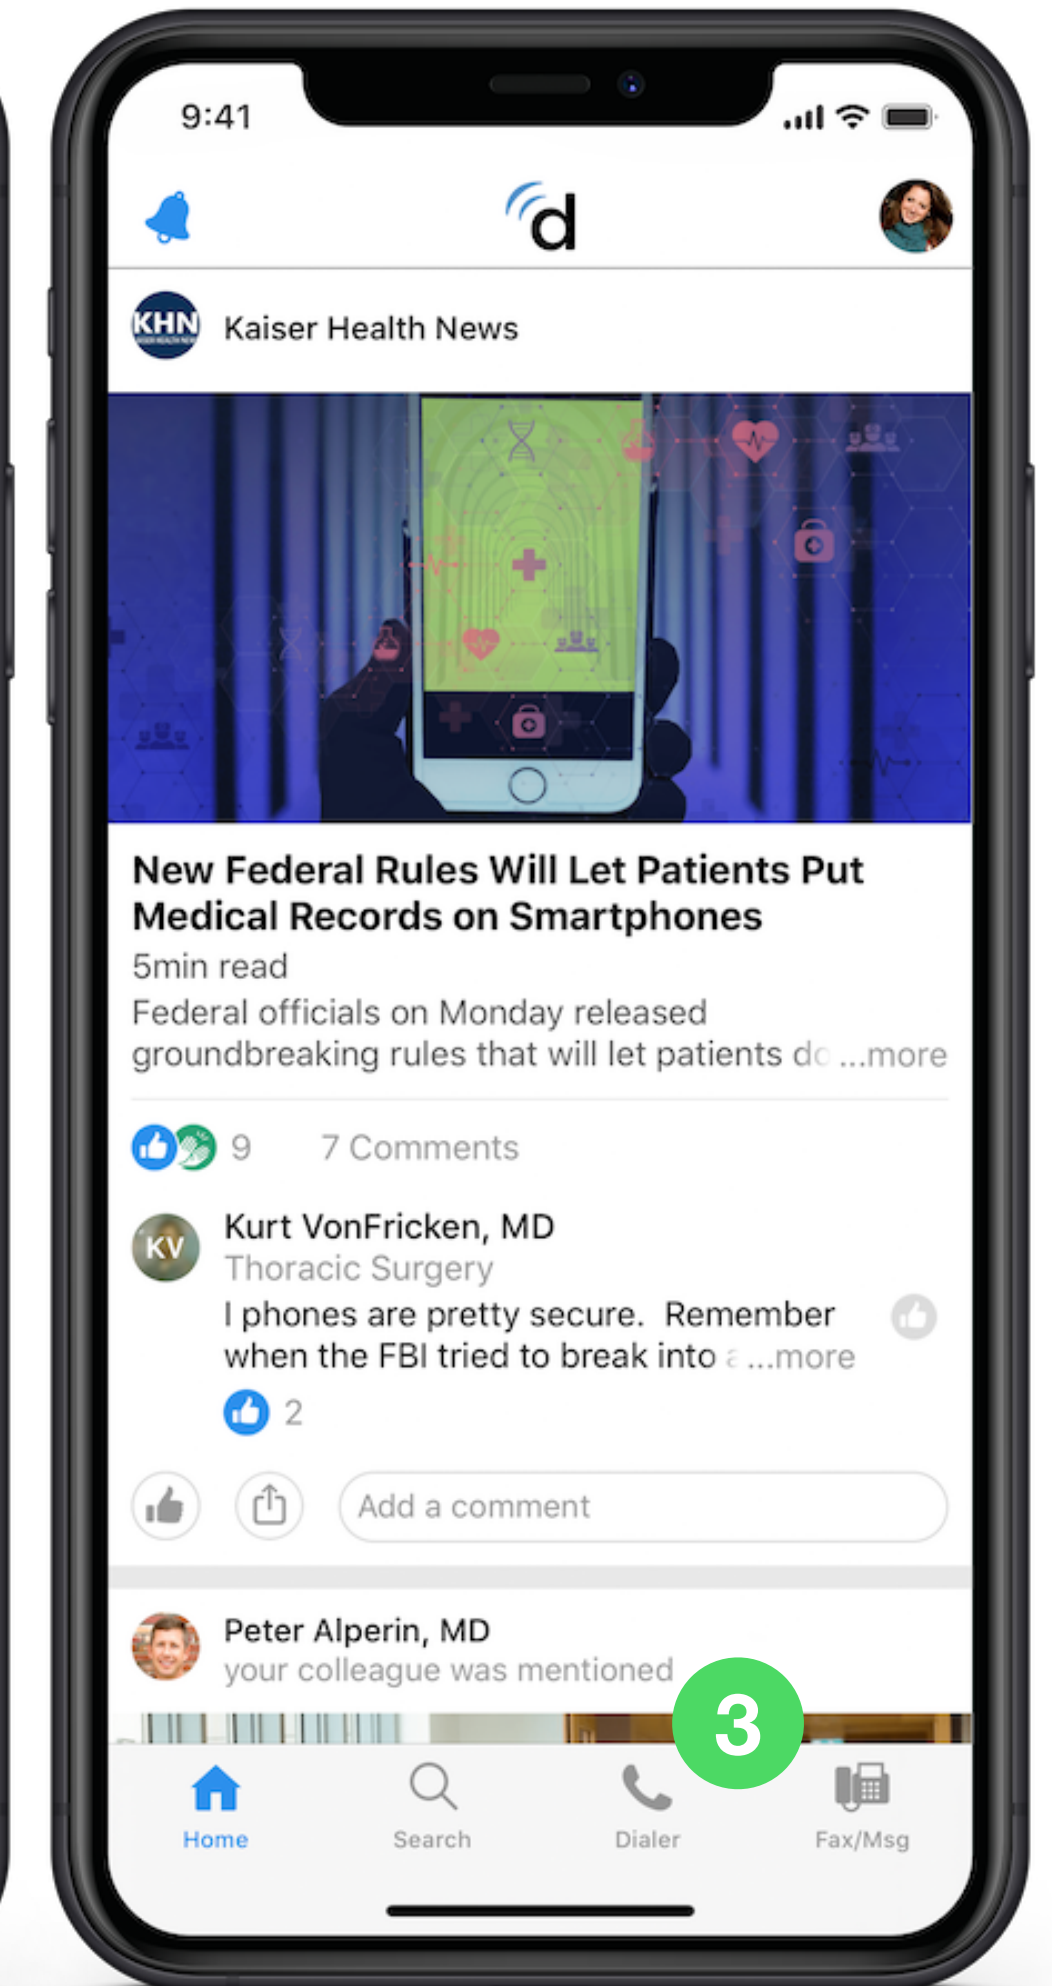 9:41
d
KHN
Kaiser Health News
New Federal Rules Will Let Patients Put
Medical Records on Smartphones
5min read
Federal officials on Monday released
groundbreaking rules that will let patients do ...more
9 7 Comments
KV
Kurt VonFricken, MD
Thoracic Surgery
I phones are pretty secure. Remember
when the FBI tried to break into a ...more
2
Add a comment
Peter Alperin, MD
your colleague was mentioned
3
Home Search Dialer Fax/Msg